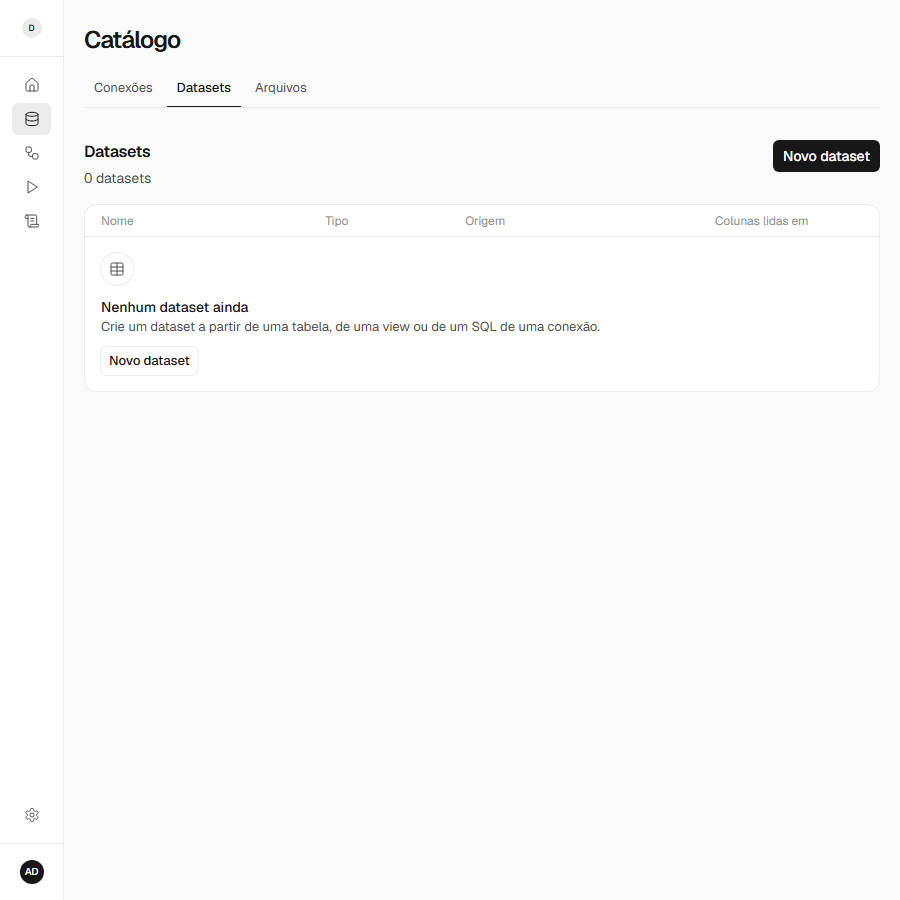 D
Catálogo
Conexões Datasets Arquivos
Datasets
Novo dataset
0 datasets
Nome Tipo Origem Colunas lidas em
Nenhum dataset ainda
Crie um dataset a partir de uma tabela, de uma view ou de um SQL de uma conexão.
Novo dataset
AD